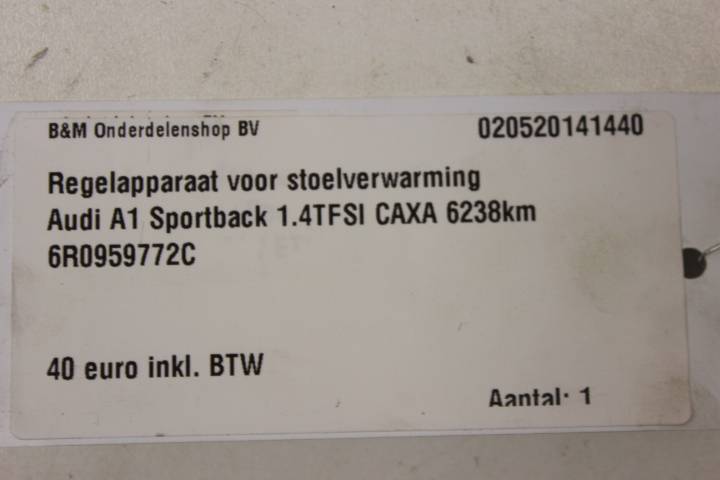 B&M Onderdelenshop BV 020520141440
Regelapparaat voor stoelverwarming
Audi A1 Sportback 1.4TFSI CAXA 6238km
6R0959772C
40 euro inkl. BTW
Aantal: 1